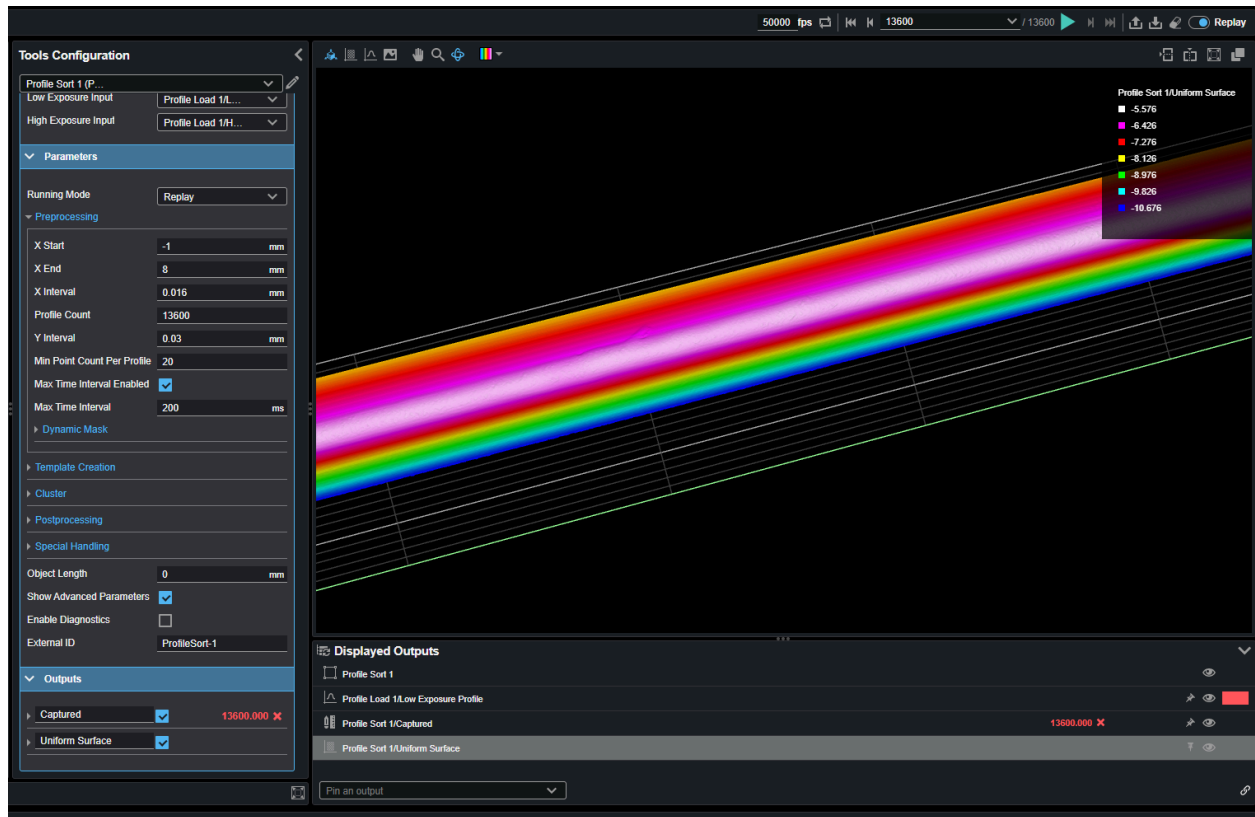 50000 fps 13600 / 13600 Replay
Tools Configuration
Profile Sort 1 (P...
Low Exposure Input Profile Load 1/L...
High Exposure Input Profile Load 1/H...
Parameters
Running Mode Replay
Preprocessing
X Start -1 mm
X End 8 mm
X Interval 0.016 mm
Profile Count 13600
Y Interval 0.03 mm
Min Point Count Per Profile 20
Max Time Interval Enabled
Max Time Interval 200 ms
Dynamic Mask
Template Creation
Cluster
Postprocessing
Special Handling
Object Length 0 mm
Show Advanced Parameters
Enable Diagnostics
External ID ProfileSort-1
Outputs
Captured 13600.000
Uniform Surface
Profile Sort 1/Uniform Surface
-5.576
-6.426
-7.276
-8.126
-8.976
-9.826
-10.676
Displayed Outputs
Profile Sort 1
Profile Load 1/Low Exposure Profile
Profile Sort 1/Captured 13600.000
Profile Sort 1/Uniform Surface
Pin an output